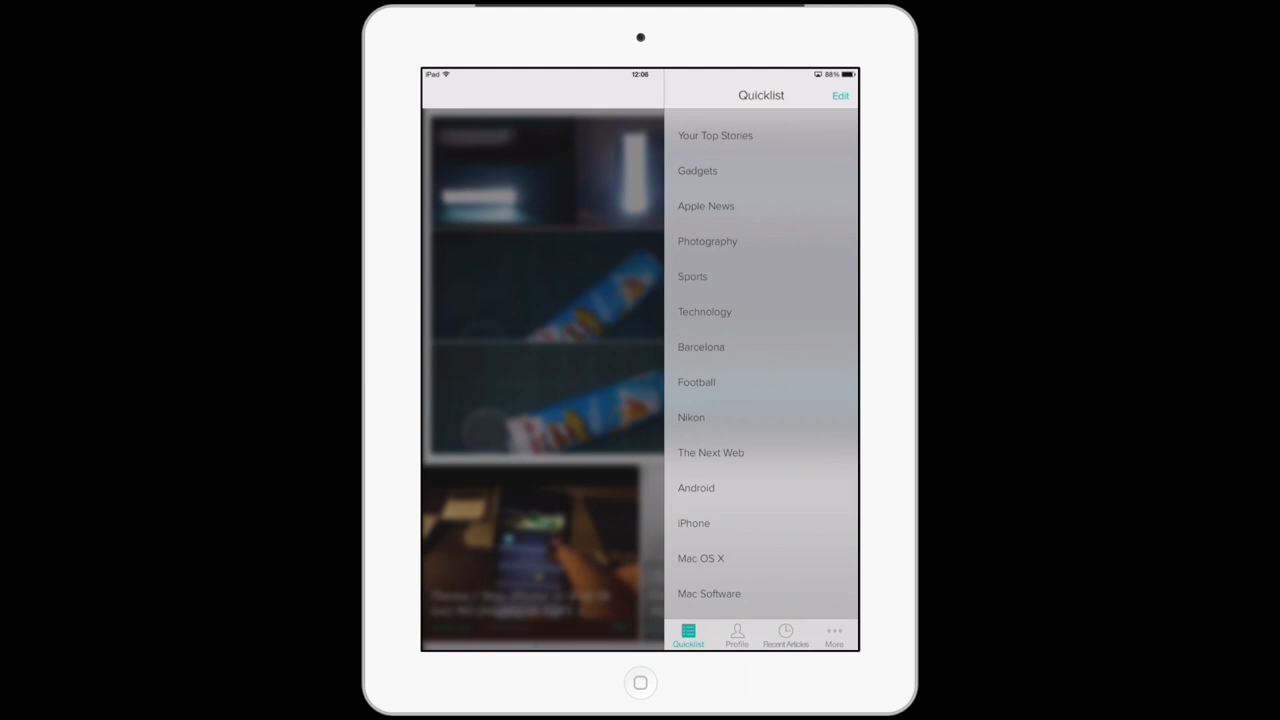 iPad
12:06
88%
Quicklist
Edit
Your Top Stories
Gadgets
Apple News
Photography
Sports
Technology
Barcelona
Football
Nikon
The Next Web
Android
iPhone
Mac OS X
Mac Software
Quicklist
Profile
Recent Articles
More